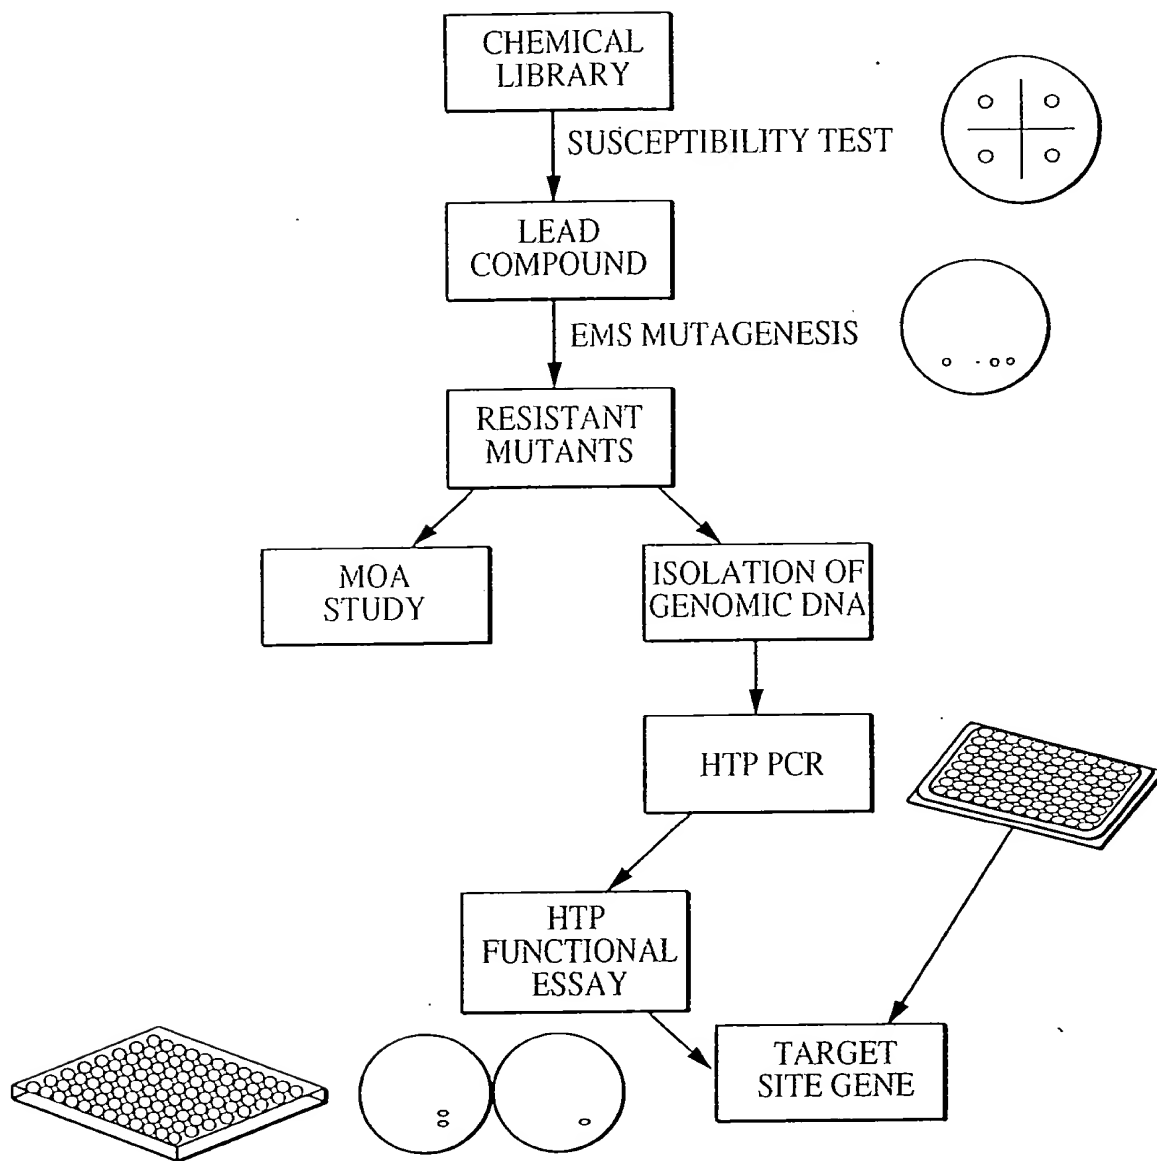 CHEMICAL
LIBRARY
SUSCEPTIBILITY TEST
LEAD
COMPOUND
EMS MUTAGENESIS
RESISTANT
MUTANTS
MOA
STUDY
ISOLATION OF
GENOMIC DNA
HTP PCR
HTP
FUNCTIONAL
ESSAY
TARGET
SITE GENE